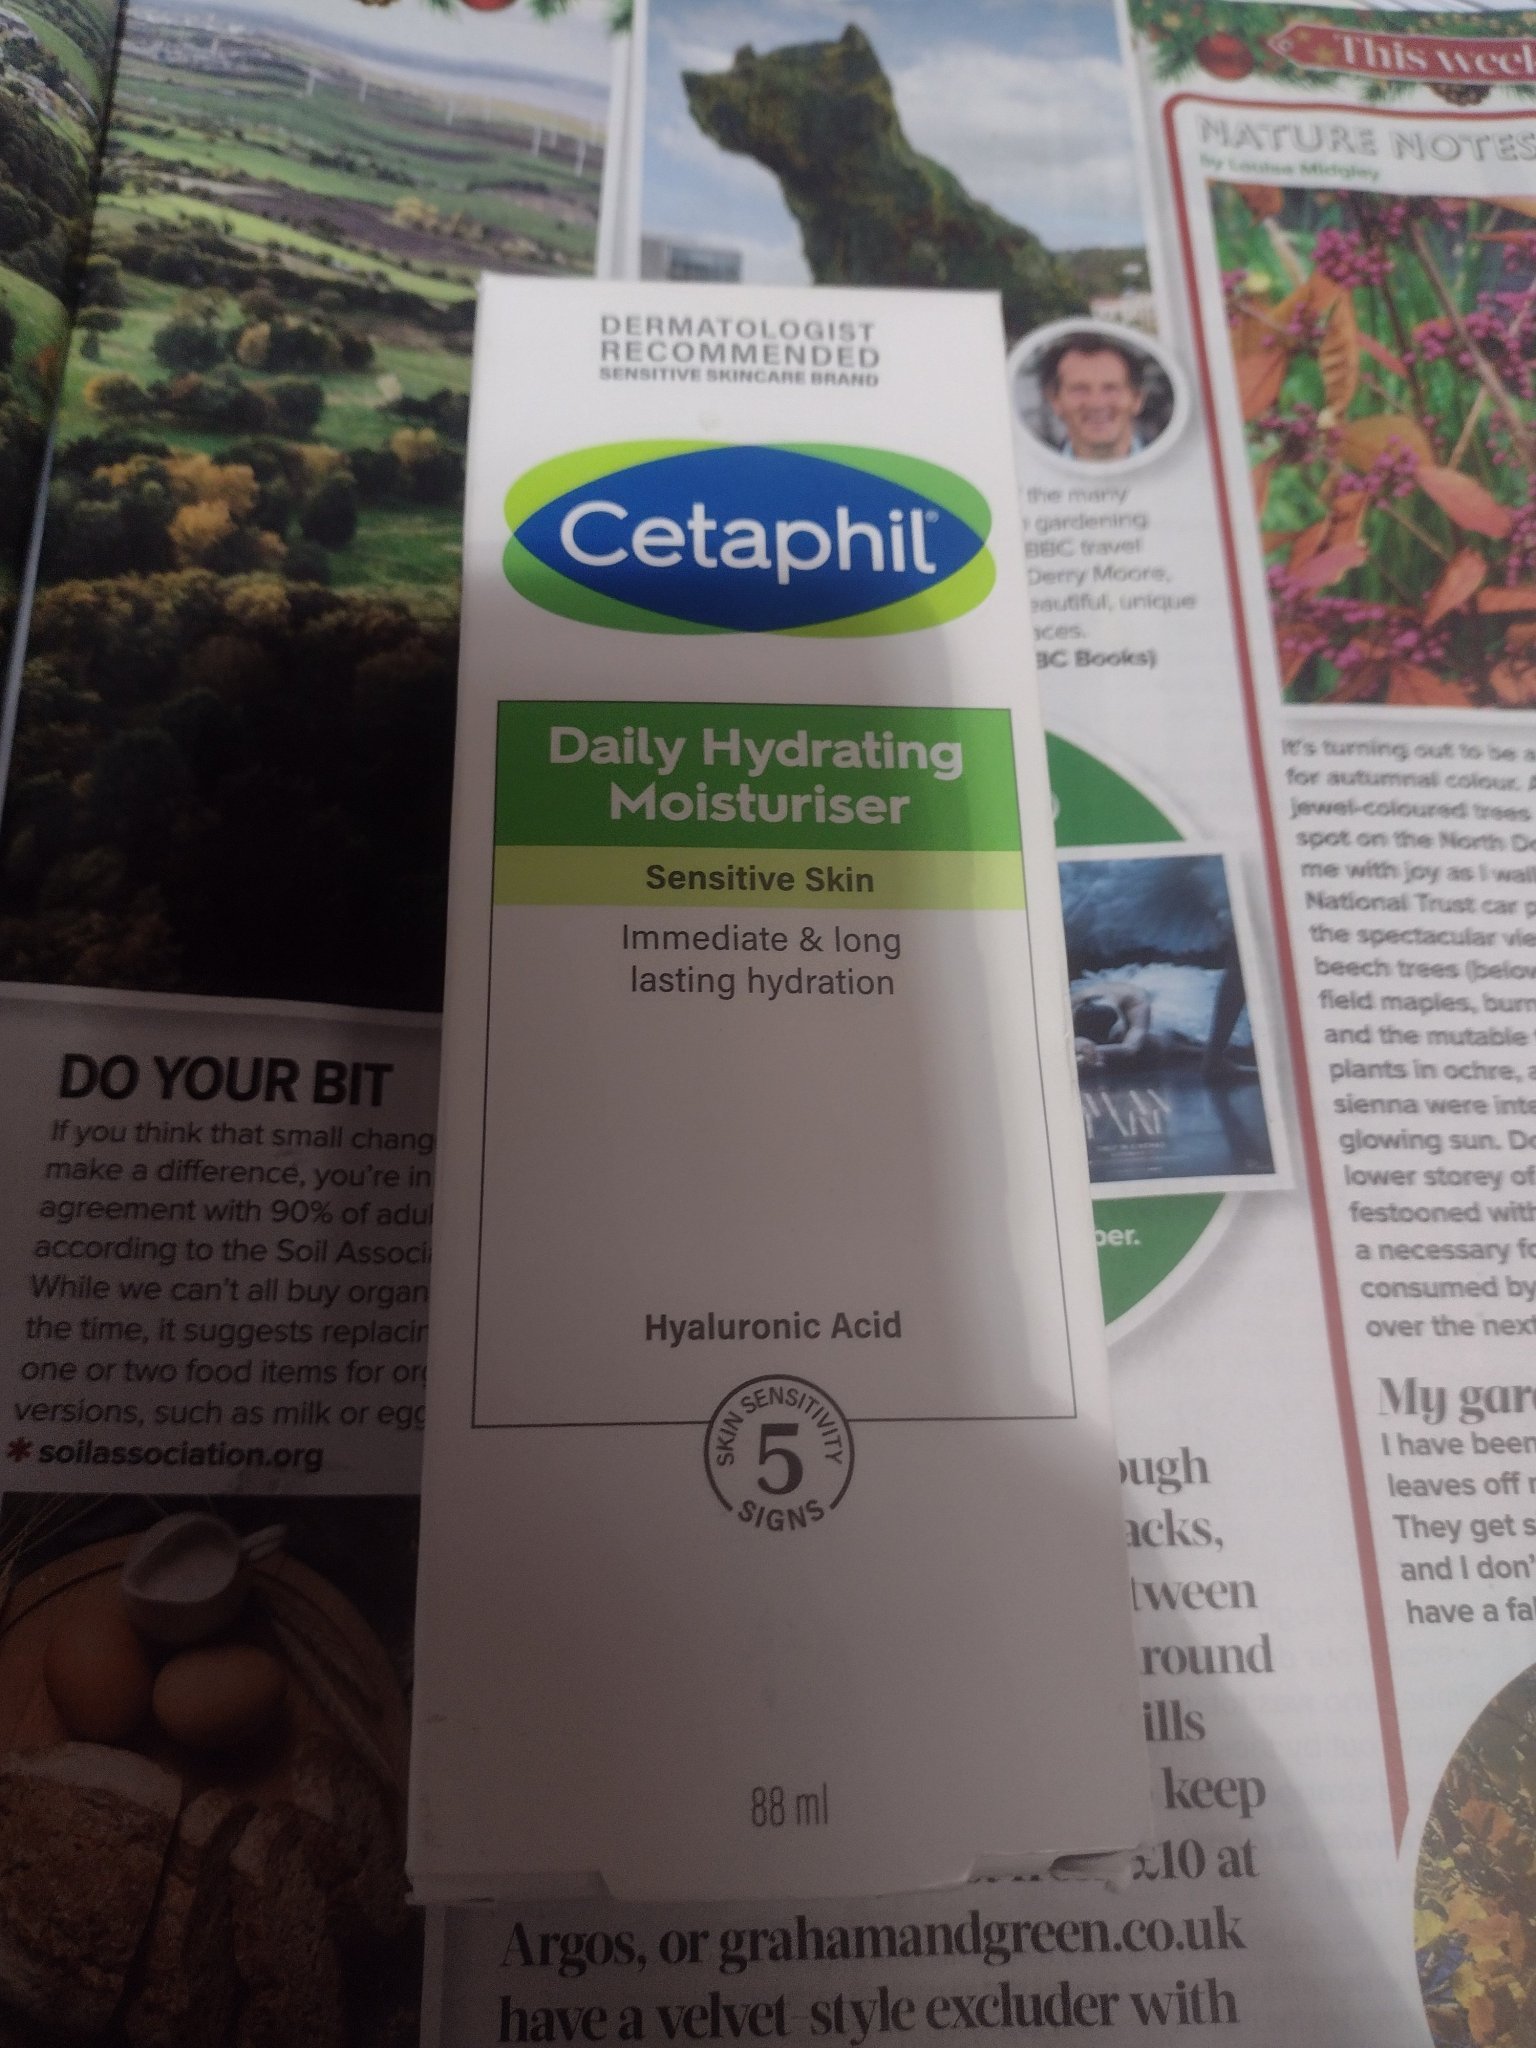 This week
NATURE NOTES
by Louise Midgley
DERMATOLOGIST
RECOMMENDED
SENSITIVE SKINCARE BRAND
Cetaphil®
Daily Hydrating
Moisturiser
Sensitive Skin
Immediate & long
lasting hydration
Hyaluronic Acid
SKIN SENSITIVITY
5
SIGNS
88 ml
the many
gardening
BBC travel
Derry Moore,
beautiful, unique
BC Books)
ber.
DO YOUR BIT
If you think that small chang
make a difference, you're in
agreement with 90% of adul
according to the Soil Associ
While we can't all buy organ
the time, it suggests replacin
one or two food items for org
versions, such as milk or egg
*soilassociation.org
It's turning out to be a
for autumnal colour.
jewel-coloured trees
spot on the North Do
me with joy as I wal
National Trust car p
the spectacular vie
beech trees (below
field maples, burn
and the mutable
plants in ochre, a
sienna were inte
glowing sun. Do
lower storey of
festooned with
a necessary fo
consumed by
over the next
My gard
I have been
leaves off
They get s
and I don'
have a fal
ough
acks,
tween
round
ills
keep
£10 at
Argos, or grahamandgreen.co.uk
have a velvet-style excluder with